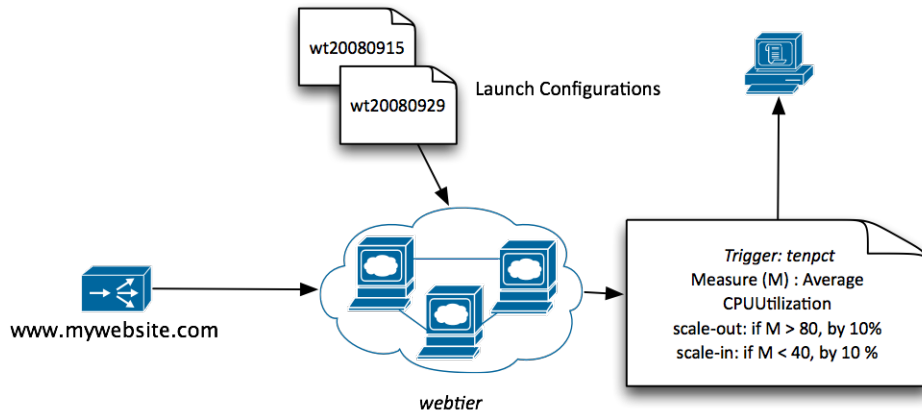 wt20080915
wt20080929
Launch Configurations
www.mywebsite.com
webtier
Trigger: tenpct
Measure (M) : Average
CPUUtilization
scale-out: if M > 80, by 10%
scale-in: if M < 40, by 10 %